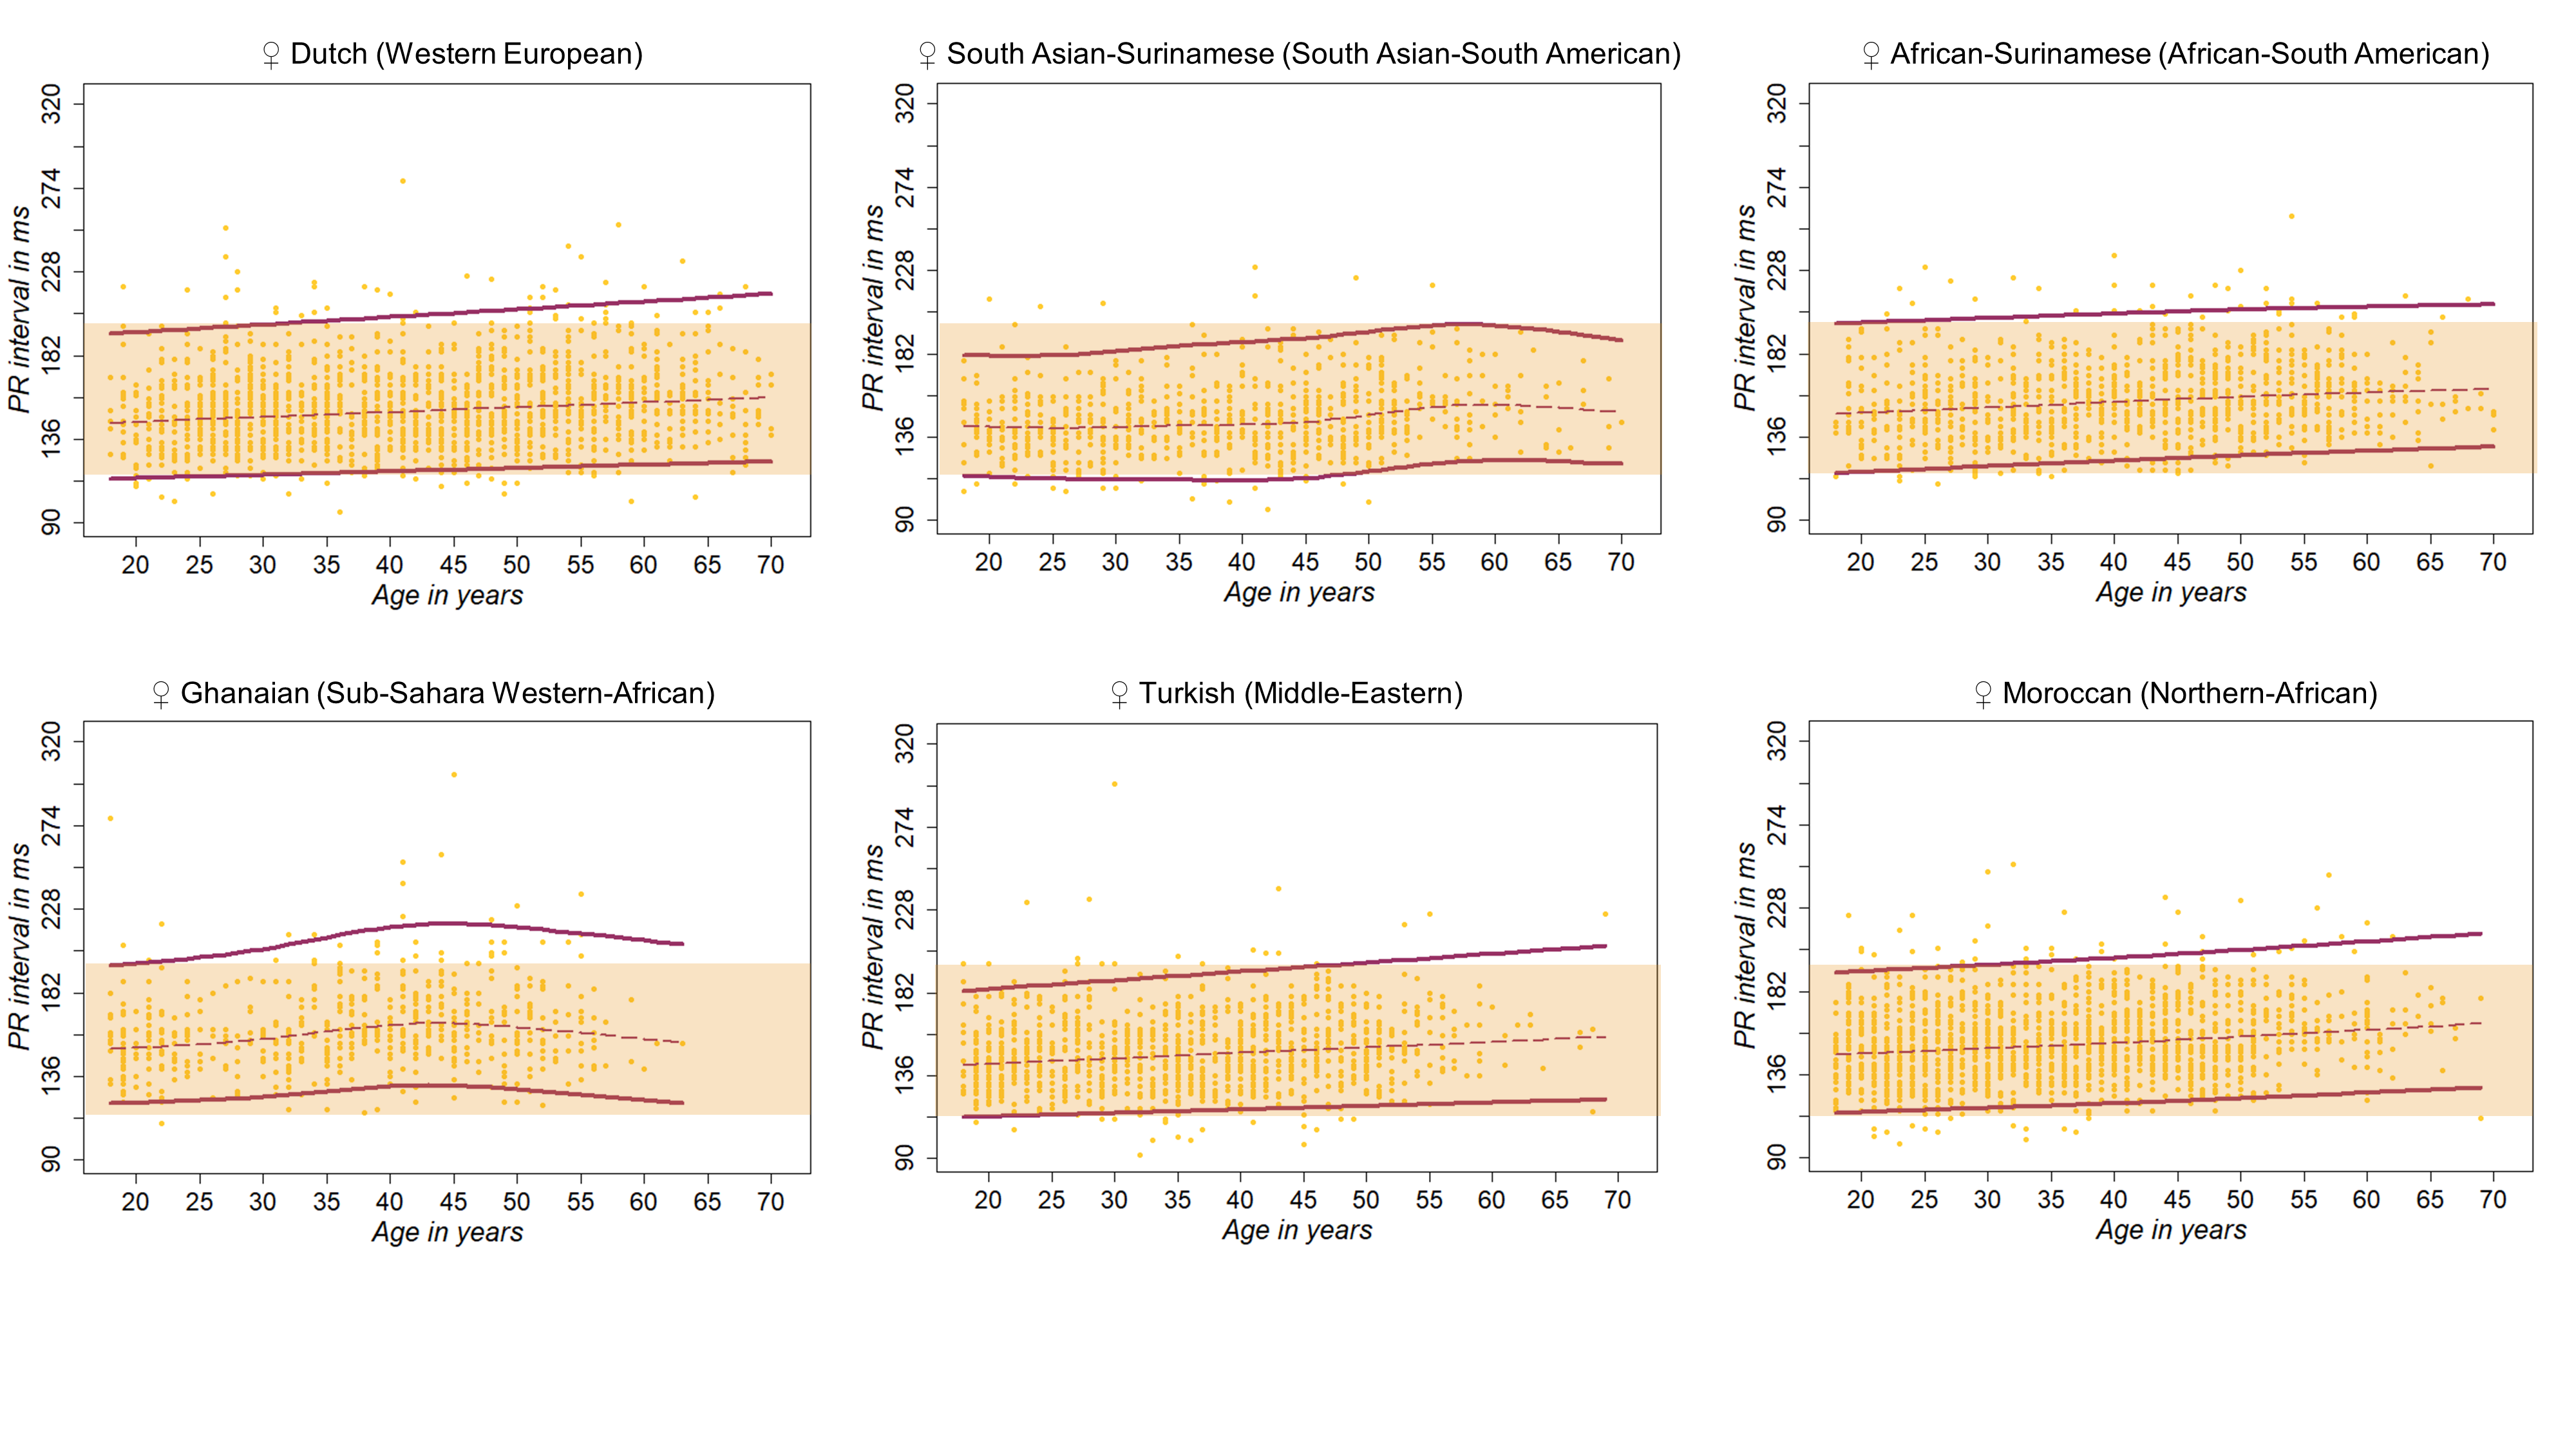 ♀ Dutch (Western European)
♀ South Asian-Surinamese (South Asian-South American)
♀ African-Surinamese (African-South American)
PR interval in ms
320
274
228
182
136
90
20 25 30 35 40 45 50 55 60 65 70
Age in years
PR interval in ms
320
274
228
182
136
90
20 25 30 35 40 45 50 55 60 65 70
Age in years
PR interval in ms
320
274
228
182
136
90
20 25 30 35 40 45 50 55 60 65 70
Age in years
♀ Ghanaian (Sub-Sahara Western-African)
♀ Turkish (Middle-Eastern)
♀ Moroccan (Northern-African)
PR interval in ms
320
274
228
182
136
90
20 25 30 35 40 45 50 55 60 65 70
Age in years
PR interval in ms
320
274
228
182
136
90
20 25 30 35 40 45 50 55 60 65 70
Age in years
PR interval in ms
320
274
228
182
136
90
20 25 30 35 40 45 50 55 60 65 70
Age in years